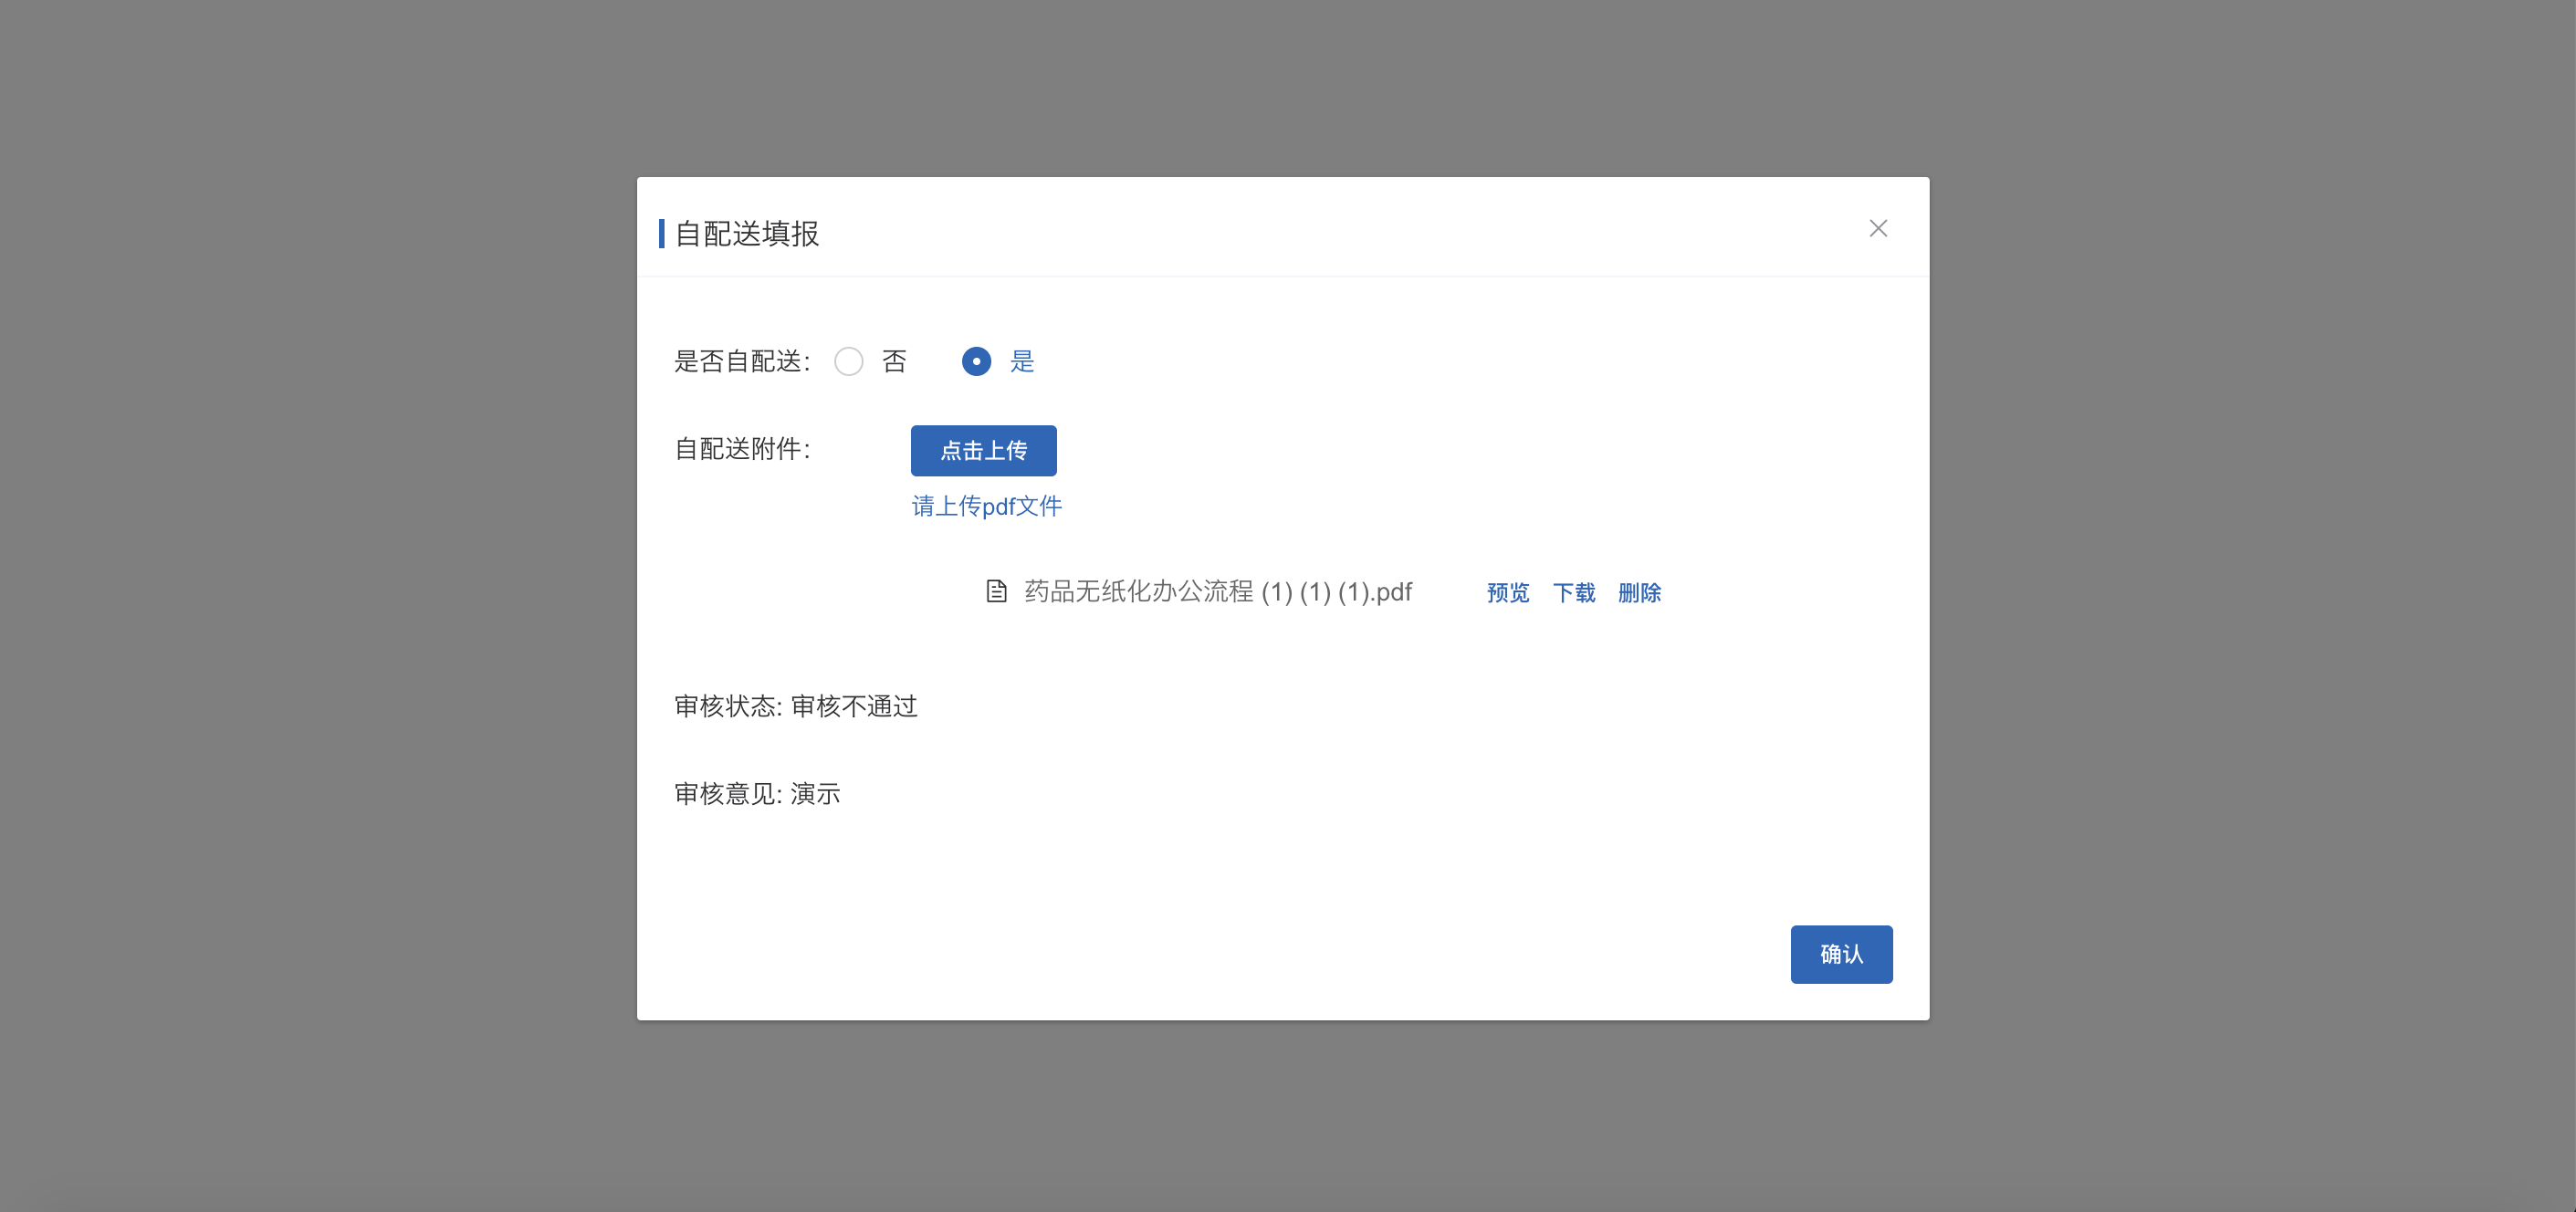 自配送填报
是否自配送: 否 是
自配送附件: 点击上传
请上传pdf文件
药品无纸化办公流程 (1) (1) (1).pdf 预览 下载 删除
审核状态: 审核不通过
审核意见: 演示
确认